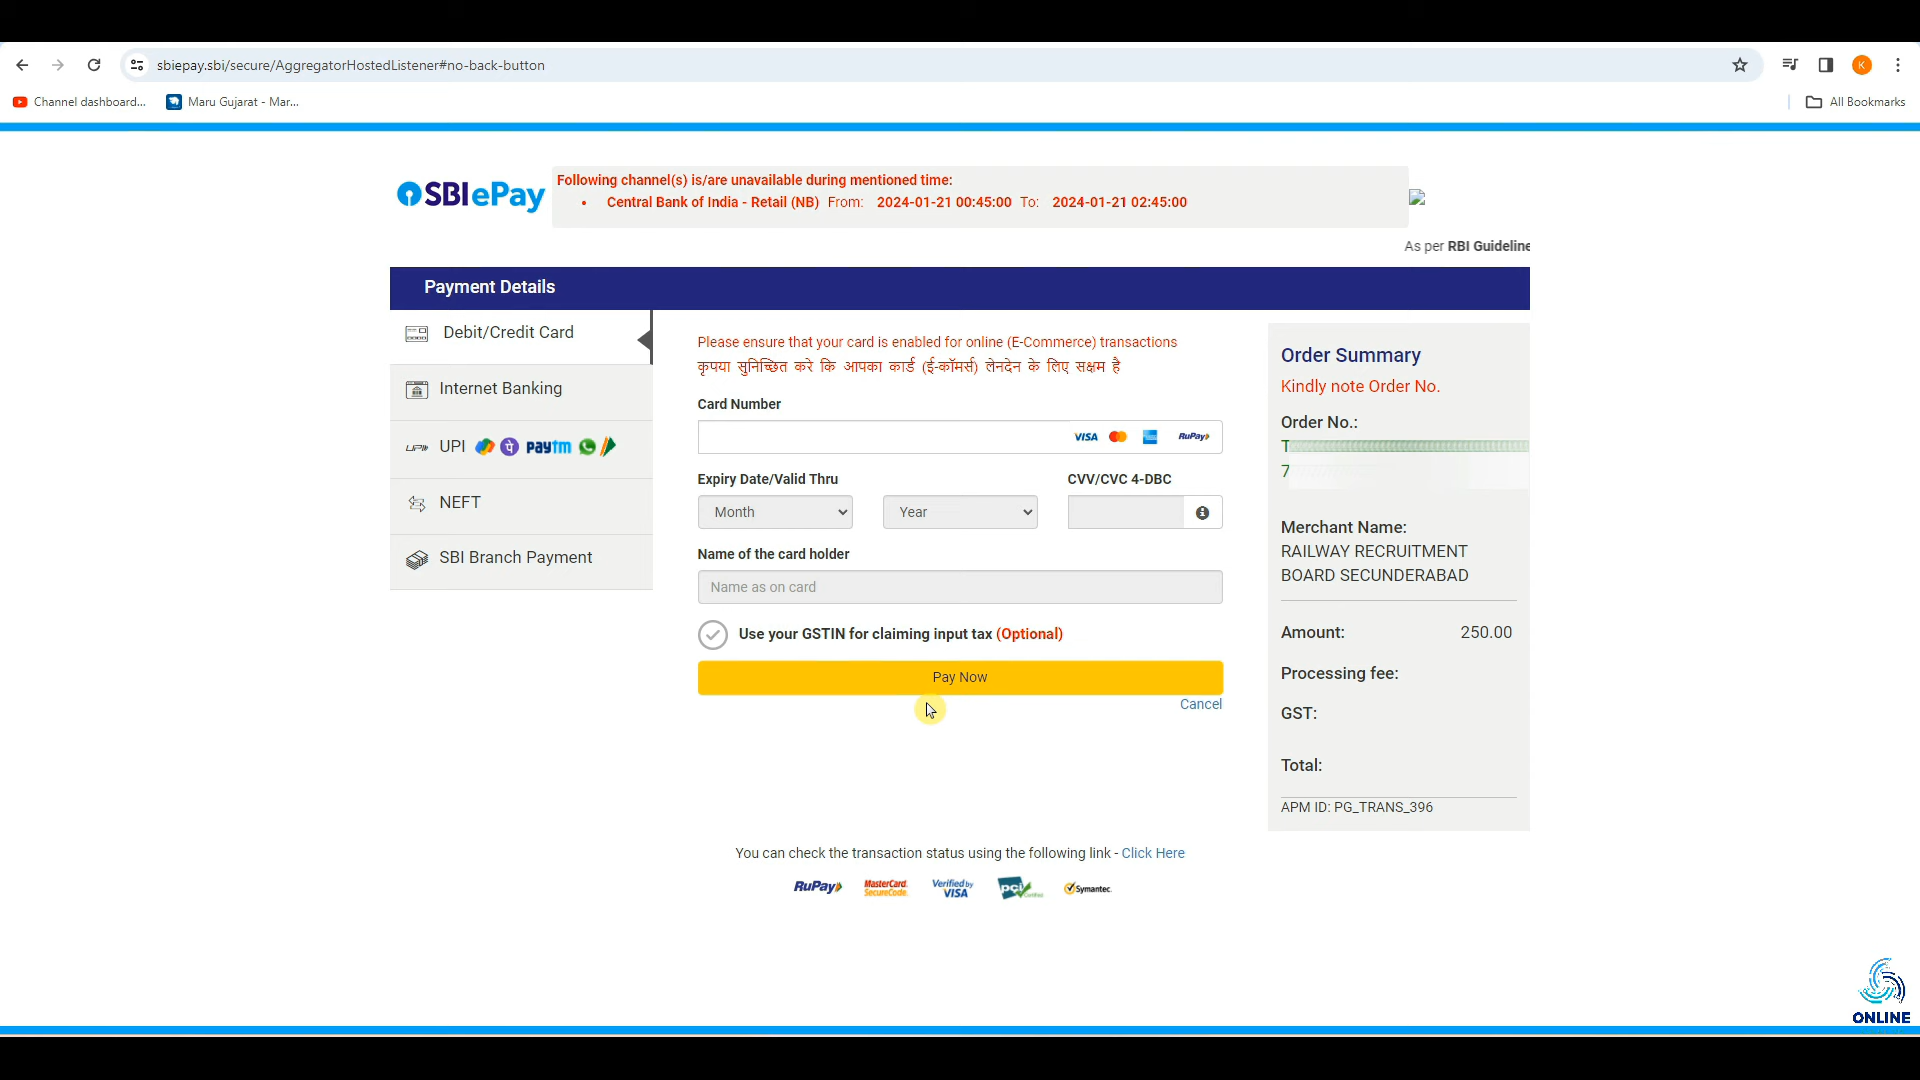 sbiepay.sbi/secure/AggregatorHostedListener#no-back-button
K
Channel dashboard...
Maru Gujarat - Mar...
All Bookmarks
SBI ePay
Following channel(s) is/are unavailable during mentioned time:
• Central Bank of India - Retail (NB) From: 2024-01-21 00:45:00 To: 2024-01-21 02:45:00
As per RBI Guideline
Payment Details
Debit/Credit Card
Internet Banking
UPI UPI paytm
NEFT
SBI Branch Payment
Please ensure that your card is enabled for online (E-Commerce) transactions
कृपया सुनिच्छित करे कि आपका कार्ड (ई-कॉमर्स) लेनदेन के लिए सक्षम है
Card Number
VISA RuPay
Expiry Date/Valid Thru
CVV/CVC 4-DBC
Month
Year
Name of the card holder
Name as on card
Use your GSTIN for claiming input tax (Optional)
Pay Now
Cancel
Order Summary
Kindly note Order No.
Order No.:
T
7
Merchant Name:
RAILWAY RECRUITMENT
BOARD SECUNDERABAD
Amount: 250.00
Processing fee:
GST:
Total:
APM ID: PG_TRANS_396
You can check the transaction status using the following link - Click Here
RuPay
MasterCard.
SecureCode.
Verified by
VISA
pci
Symantec.
ONLINE